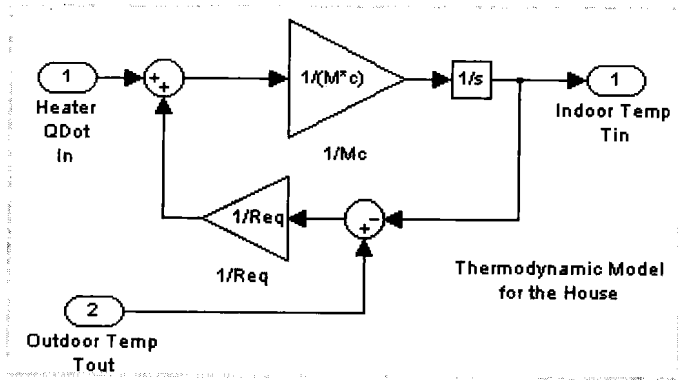 1
Heater
QDot
In
+
+
1/(M*c)
1/Mc
1/s
1
Indoor Temp
Tin
1/Req
1/Req
−
+
Thermodynamic Model
for the House
2
Outdoor Temp
Tout